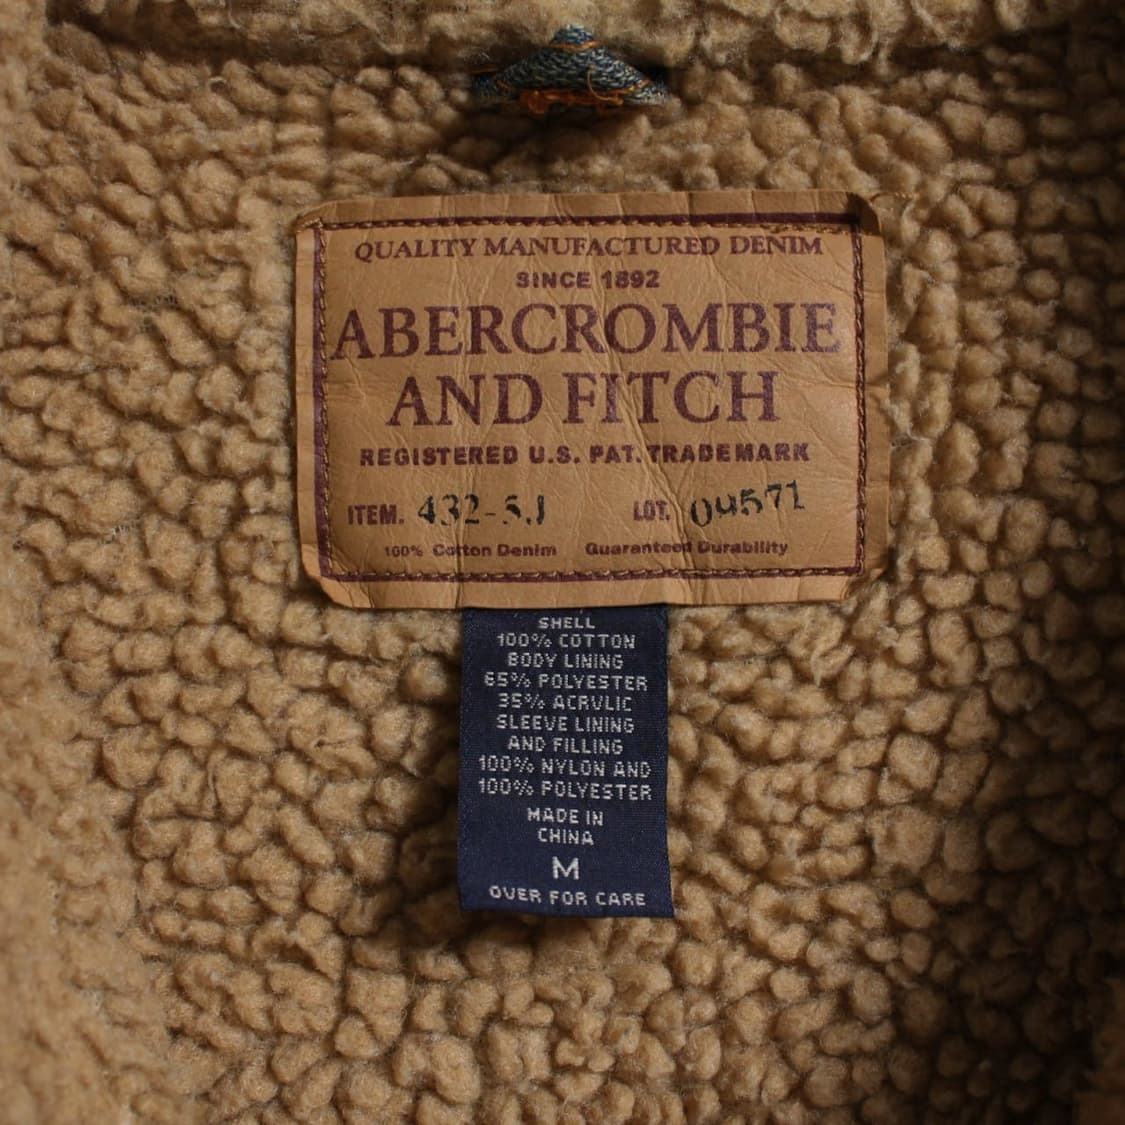 QUALITY MANUFACTURED DENIM
SINCE 1892
ABERCROMBIE
AND FITCH
REGISTERED U.S. PAT. TRADEMARK
ITEM. 432-5J LOT. 04571
100% Cotton Denim Guaranteed Durability
SHELL
100% COTTON
BODY LINING
65% POLYESTER
35% ACRYLIC
SLEEVE LINING
AND FILLING
100% NYLON AND
100% POLYESTER
MADE IN
CHINA
M
OVER FOR CARE